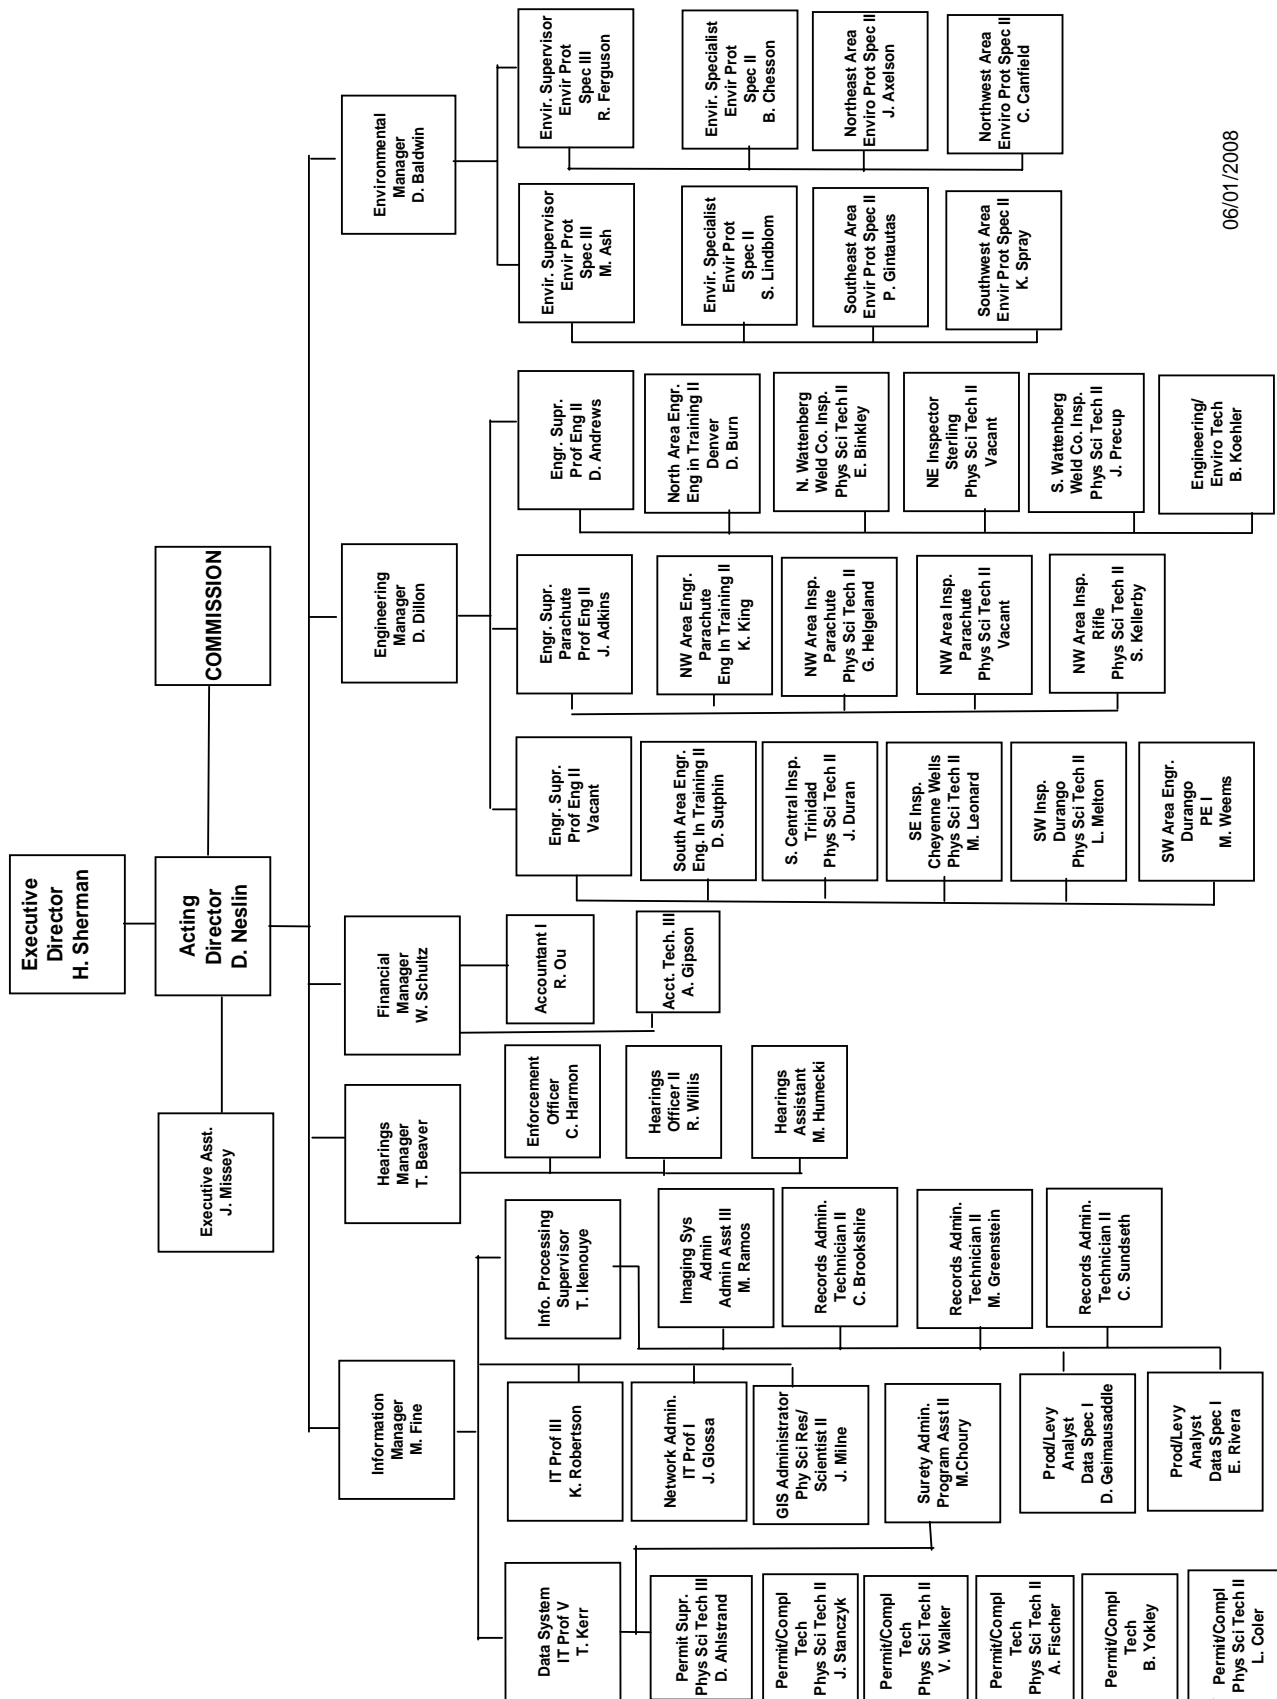 Executive
Director
H. Sherman
Acting
Director
D. Neslin
COMMISSION
Executive Asst.
J. Missey
Information
Manager
M. Fine
Hearings
Manager
T. Beaver
Financial
Manager
W. Schultz
Engineering
Manager
D. Dillon
Environmental
Manager
D. Baldwin
Data System
IT Prof V
T. Kerr
Permit Supr.
Phys Sci Tech III
D. Ahlstrand
Permit/Compl
Tech
Phys Sci Tech II
J. Stanczyk
Permit/Compl
Tech
Phys Sci Tech II
V. Walker
Permit/Compl
Tech
Phys Sci Tech II
A. Fischer
Permit/Compl
Tech
B. Yokley
Permit/Compl
Phys Sci Tech II
L. Coler
IT Prof III
K. Robertson
Network Admin.
IT Prof I
J. Glossa
GIS Administrator
Phy Sci Res/
Scientist II
J. Milne
Surety Admin.
Program Asst II
M.Choury
Prod/Levy
Analyst
Data Spec I
D. Geimausaddle
Prod/Levy
Analyst
Data Spec I
E. Rivera
Info. Processing
Supervisor
T. Ikenouye
Imaging Sys
Admin
Admin Asst III
M. Ramos
Records Admin.
Technician II
C. Brookshire
Records Admin.
Technician II
M. Greenstein
Records Admin.
Technician II
C. Sundseth
Enforcement
Officer
C. Harmon
Hearings
Officer II
R. Willis
Hearings
Assistant
M. Humecki
Accountant I
R. Ou
Acct. Tech. III
A. Gipson
Engr. Supr.
Prof Eng II
Vacant
South Area Engr.
Eng. In Training II
D. Sutphin
S. Central Insp.
Trinidad
Phys Sci Tech II
J. Duran
SE Insp.
Cheyenne Wells
Phys Sci Tech II
M. Leonard
SW Insp.
Durango
Phys Sci Tech II
L. Melton
SW Area Engr.
Durango
PE I
M. Weems
Engr. Supr.
Parachute
Prof Eng II
J. Adkins
NW Area Engr.
Parachute
Eng In Training II
K. King
NW Area Insp.
Parachute
Phys Sci Tech II
G. Helgeland
NW Area Insp.
Parachute
Phys Sci Tech II
Vacant
NW Area Insp.
Rifle
Phys Sci Tech II
S. Kellerby
Engr. Supr.
Prof Eng II
D. Andrews
North Area Engr.
Eng in Training II
Denver
D. Burn
N. Wattenberg
Weld Co. Insp.
Phys Sci Tech II
E. Binkley
NE Inspector
Sterling
Phys Sci Tech II
Vacant
S. Wattenberg
Weld Co. Insp.
Phys Sci Tech II
J. Precup
Engineering/
Enviro Tech
B. Koehler
Envir. Supervisor
Envir Prot
Spec III
M. Ash
Envir. Specialist
Envir Prot
Spec II
S. Lindblom
Southeast Area
Envir Prot Spec II
P. Gintautas
Southwest Area
Envir Prot Spec II
K. Spray
Envir. Supervisor
Envir Prot
Spec III
R. Ferguson
Envir. Specialist
Envir Prot
Spec II
B. Chesson
Northeast Area
Enviro Prot Spec II
J. Axelson
Northwest Area
Enviro Prot Spec II
C. Canfield
06/01/2008